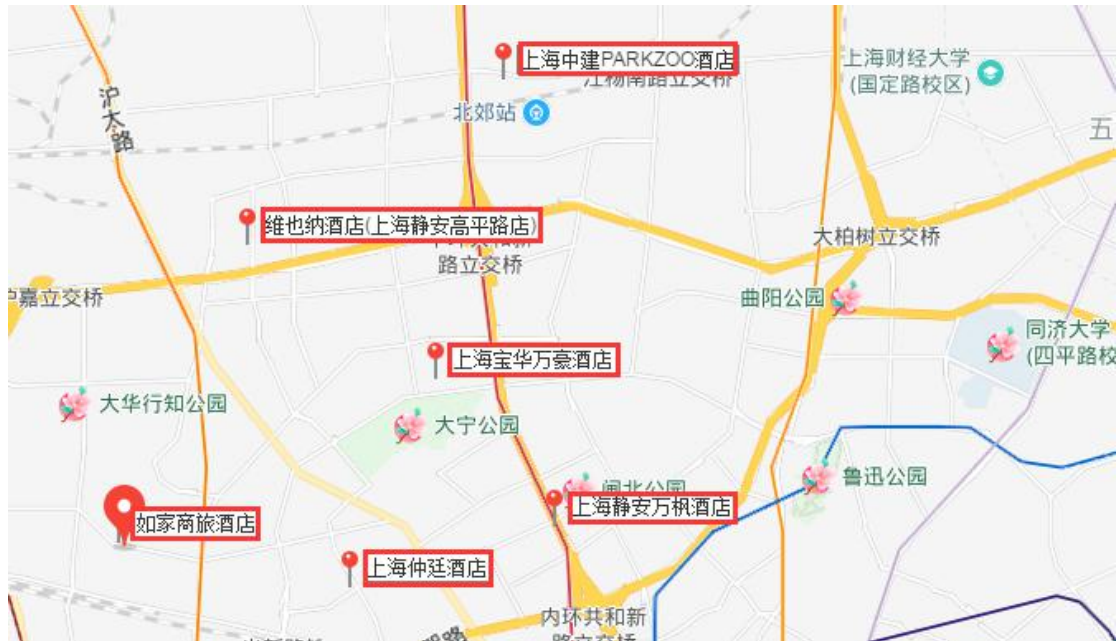 上海中建PARKZOO酒店
江杨南路立交桥
上海财经大学
(国定路校区)
沪太路
北郊站
五
维也纳酒店(上海静安高平路店)
路立交桥
大柏树立交桥
沪嘉立交桥
曲阳公园
同济大学
(四平路校
上海宝华万豪酒店
大华行知公园
大宁公园
闸北公园
鲁迅公园
上海静安万枫酒店
如家商旅酒店
上海仲廷酒店
内环共和新
路立交桥